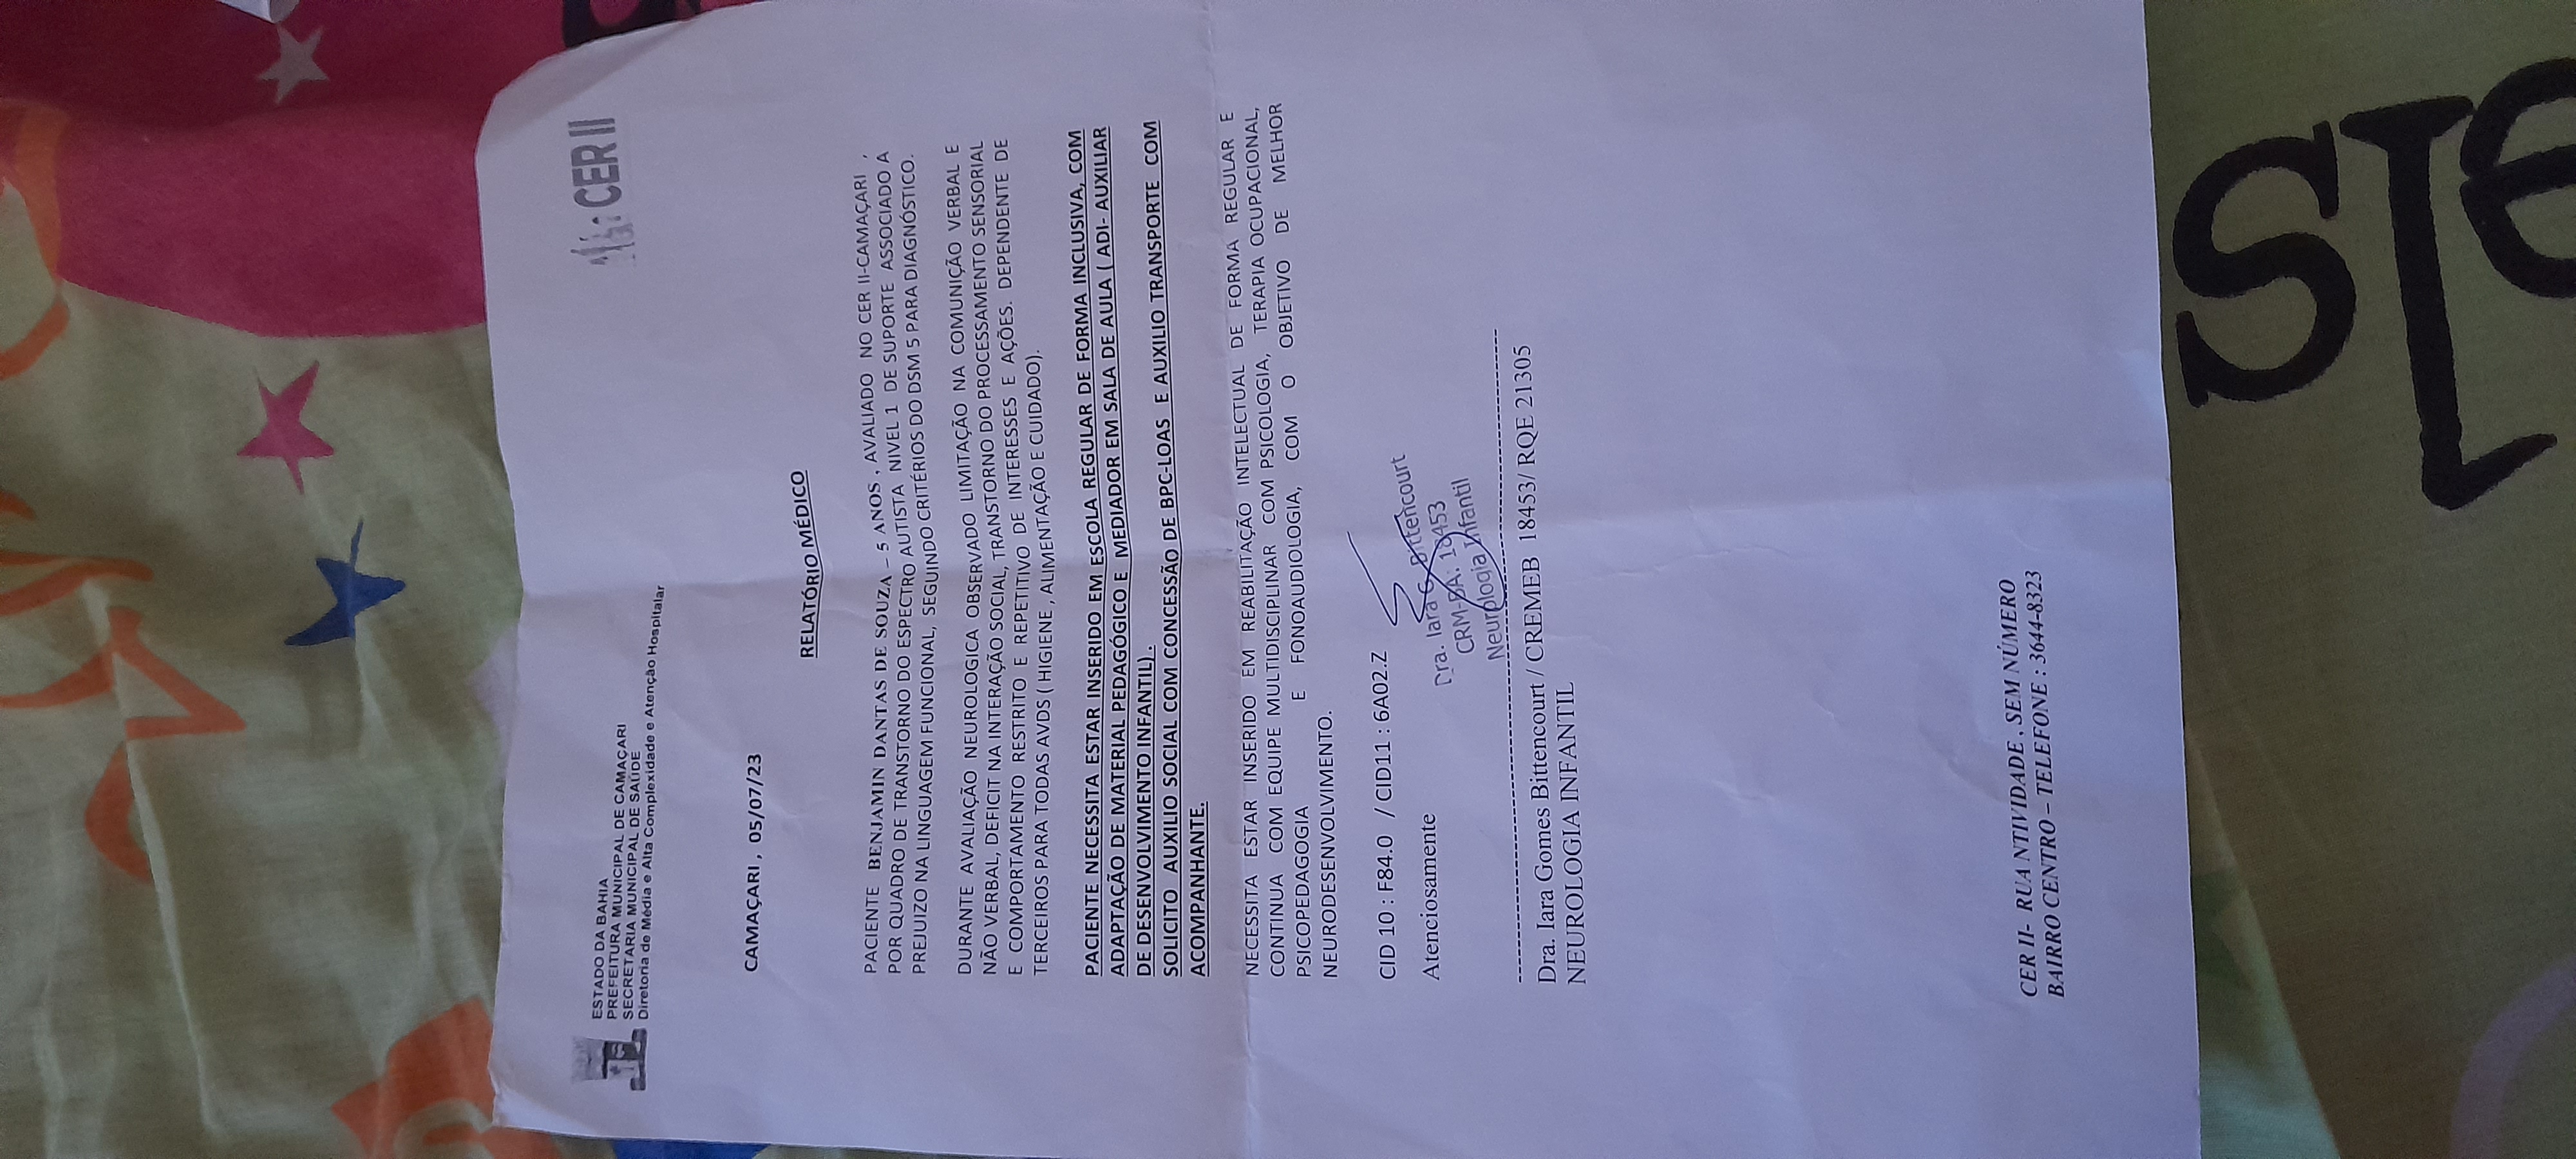 ESTADO DA BAHIA
PREFEITURA MUNICIPAL DE CAMAÇARI
SECRETARIA MUNICIPAL DE SAÚDE
Diretoria de Média e Alta Complexidade e Atenção Hospitalar
CER II
CAMAÇARI , 05/07/23
RELATÓRIO MÉDICO
PACIENTE BENJAMIN DANTAS DE SOUZA – 5 ANOS , AVALIADO NO CER II-CAMAÇARI ,
POR QUADRO DE TRANSTORNO DO ESPECTRO AUTISTA NIVEL 1 DE SUPORTE ASSOCIADO A
PREJUIZO NA LINGUAGEM FUNCIONAL, SEGUINDO CRITÉRIOS DO DSM 5 PARA DIAGNÓSTICO.
DURANTE AVALIAÇÃO NEUROLOGICA OBSERVADO LIMITAÇÃO NA COMUNIÇÃO VERBAL E
NÃO VERBAL, DEFICIT NA INTERAÇÃO SOCIAL, TRANSTORNO DO PROCESSAMENTO SENSORIAL
E COMPORTAMENTO RESTRITO E REPETITIVO DE INTERESSES E AÇÕES. DEPENDENTE DE
TERCEIROS PARA TODAS AVDS ( HIGIENE , ALIMENTAÇÃO E CUIDADO).
PACIENTE NECESSITA ESTAR INSERIDO EM ESCOLA REGULAR DE FORMA INCLUSIVA, COM
ADAPTAÇÃO DE MATERIAL PEDAGÓGICO E MEDIADOR EM SALA DE AULA ( ADI- AUXILIAR
DE DESENVOLVIMENTO INFANTIL) .
SOLICITO AUXILIO SOCIAL COM CONCESSÃO DE BPC-LOAS E AUXILIO TRANSPORTE COM
ACOMPANHANTE.
NECESSITA ESTAR INSERIDO EM REABILITAÇÃO INTELECTUAL DE FORMA REGULAR E
CONTINUA COM EQUIPE MULTIDISCIPLINAR COM PSICOLOGIA, TERAPIA OCUPACIONAL,
PSICOPEDAGOGIA E FONOAUDIOLOGIA, COM O OBJETIVO DE MELHOR
NEURODESENVOLVIMENTO.
CID 10 : F84.0 / CID11 : 6A02.Z
Atenciosamente
Dra. Iara G. Bittencourt
CRM-BA: 18453
Neurologia Infantil
Dra. Iara Gomes Bittencourt / CREMEB 18453/ RQE 21305
NEUROLOGIA INFANTIL
CER II- RUA NTIVIDADE , SEM NÚMERO
BAIRRO CENTRO – TELEFONE : 3644-8323